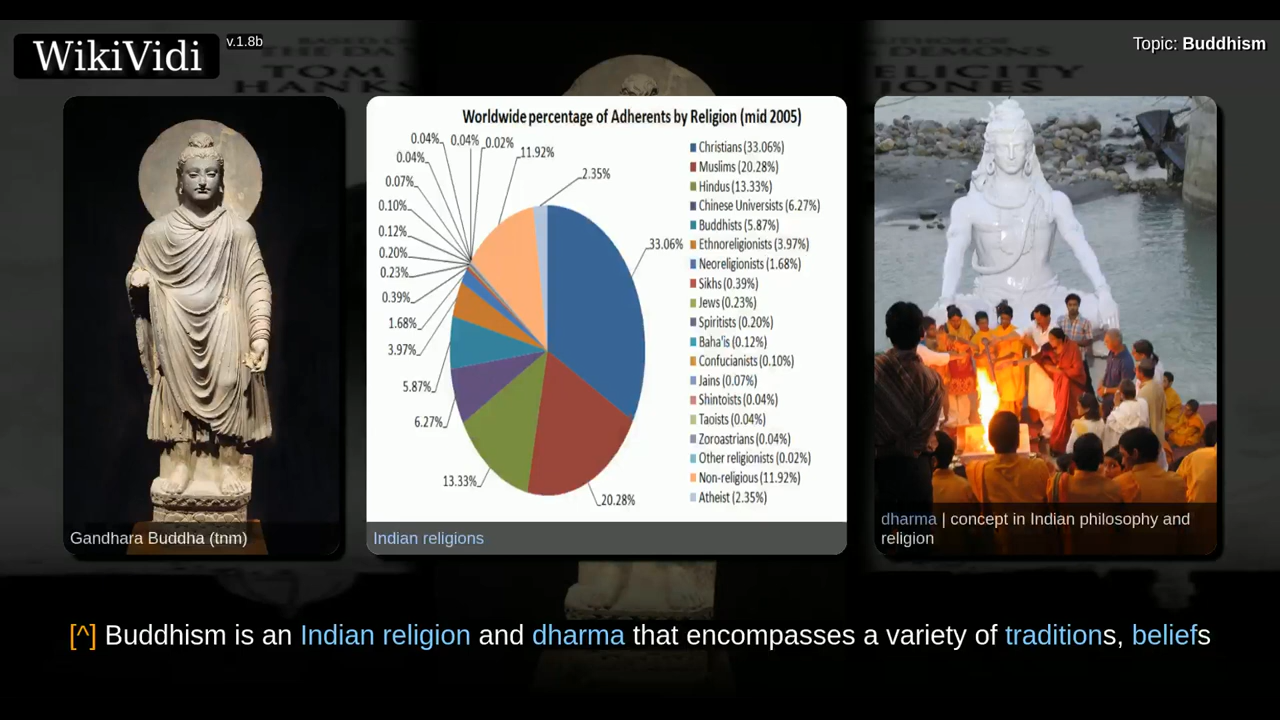 WikiVidi
v.1.8b
Topic: Buddhism
TOM
HANKS
DEMONS
Worldwide percentage of Adherents by Religion (mid 2005)
0.04%
0.04%
0.02%
11.92%
0.04%
2.35%
0.07%
0.10%
0.12%
0.20%
0.23%
0.39%
1.68%
3.97%
5.87%
6.27%
13.33%
20.28%
33.06%
Christians (33.06%)
Muslims (20.28%)
Hindus (13.33%)
Chinese Universists (6.27%)
Buddhists (5.87%)
Ethnoreligionists (3.97%)
Neoreligionists (1.68%)
Sikhs (0.39%)
Jews (0.23%)
Spiritists (0.20%)
Baha'is (0.12%)
Confucianists (0.10%)
Jains (0.07%)
Shintoists (0.04%)
Taoists (0.04%)
Zoroastrians (0.04%)
Other religionists (0.02%)
Non-religious (11.92%)
Atheist (2.35%)
Gandhara Buddha (tnm)
Indian religions
dharma | concept in Indian philosophy and
religion
[^] Buddhism is an Indian religion and dharma that encompasses a variety of traditions, beliefs